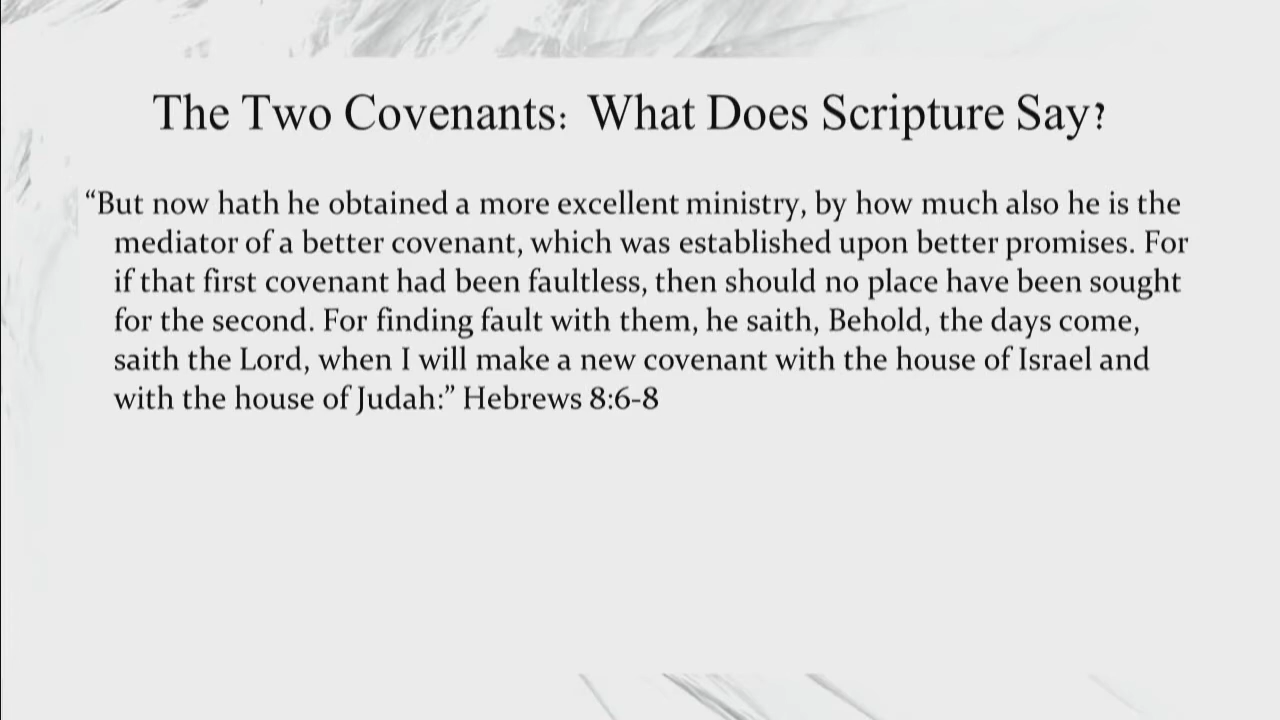 The Two Covenants: What Does Scripture Say?
“But now hath he obtained a more excellent ministry, by how much also he is the
mediator of a better covenant, which was established upon better promises. For
if that first covenant had been faultless, then should no place have been sought
for the second. For finding fault with them, he saith, Behold, the days come,
saith the Lord, when I will make a new covenant with the house of Israel and
with the house of Judah:” Hebrews 8:6-8